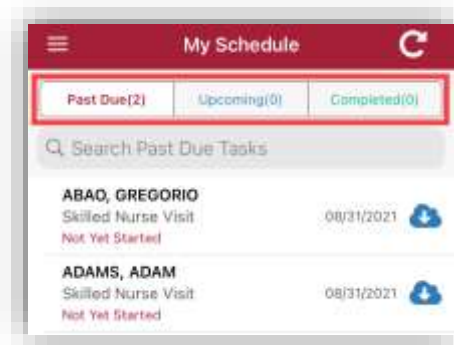 My Schedule
Past Due(2) Upcoming(0) Completed(0)
Search Past Due Tasks
ABAO, GREGORIO
Skilled Nurse Visit 08/31/2021
Not Yet Started
ADAMS, ADAM
Skilled Nurse Visit 08/31/2021
Not Yet Started